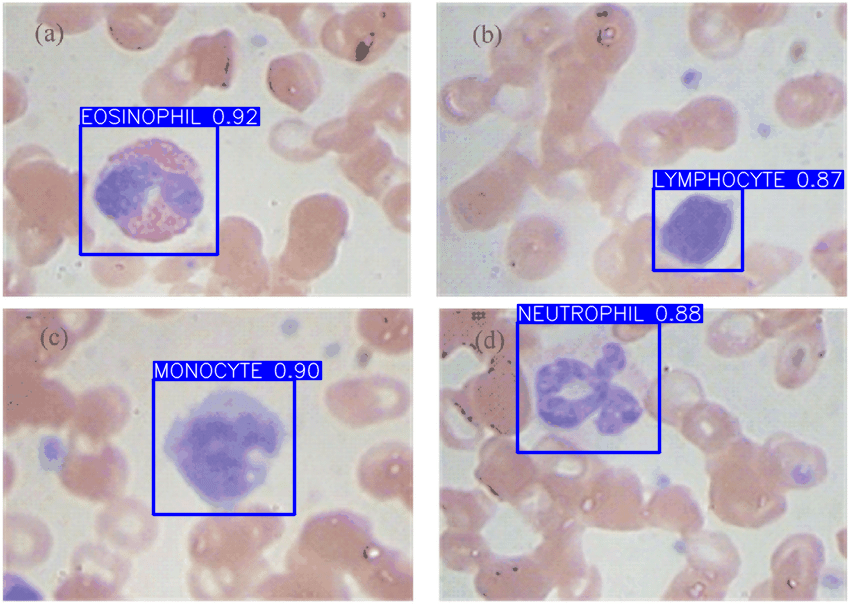 (a)
EOSINOPHIL 0.92
(b)
LYMPHOCYTE 0.87
(c)
MONOCYTE 0.90
(d)
NEUTROPHIL 0.88